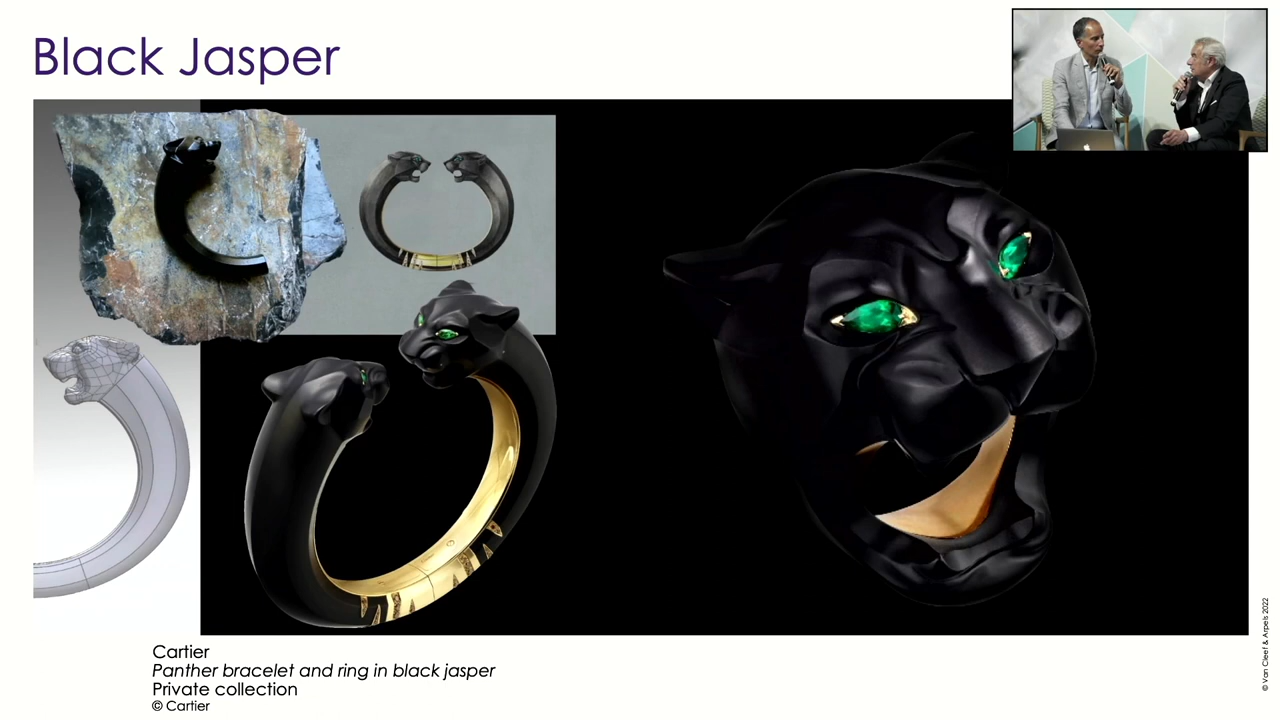 Black Jasper
Cartier
Panther bracelet and ring in black jasper
Private collection
© Cartier
© Van Cleef & Arpels 2022